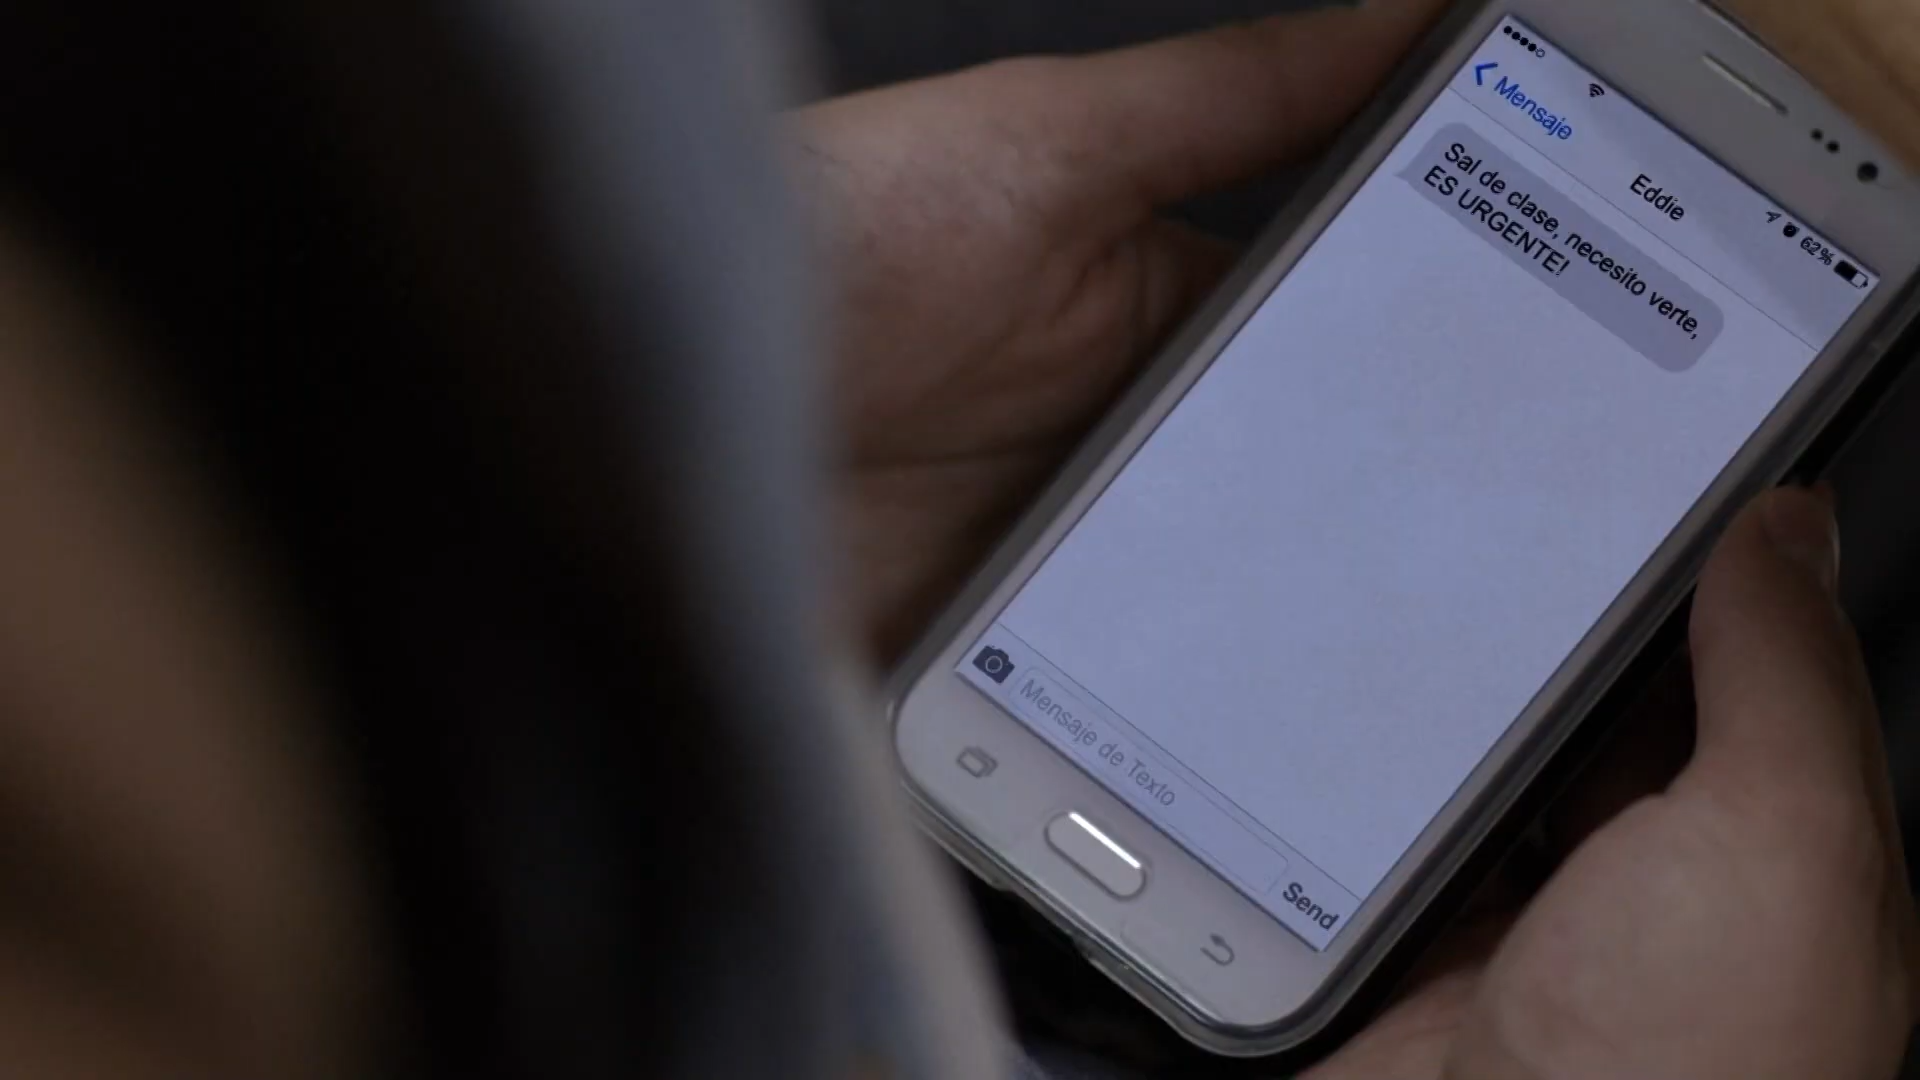 Mensaje
Eddie
62%
Sal de clase, necesito verte,
ES URGENTE!
Mensaje de Texto
Send